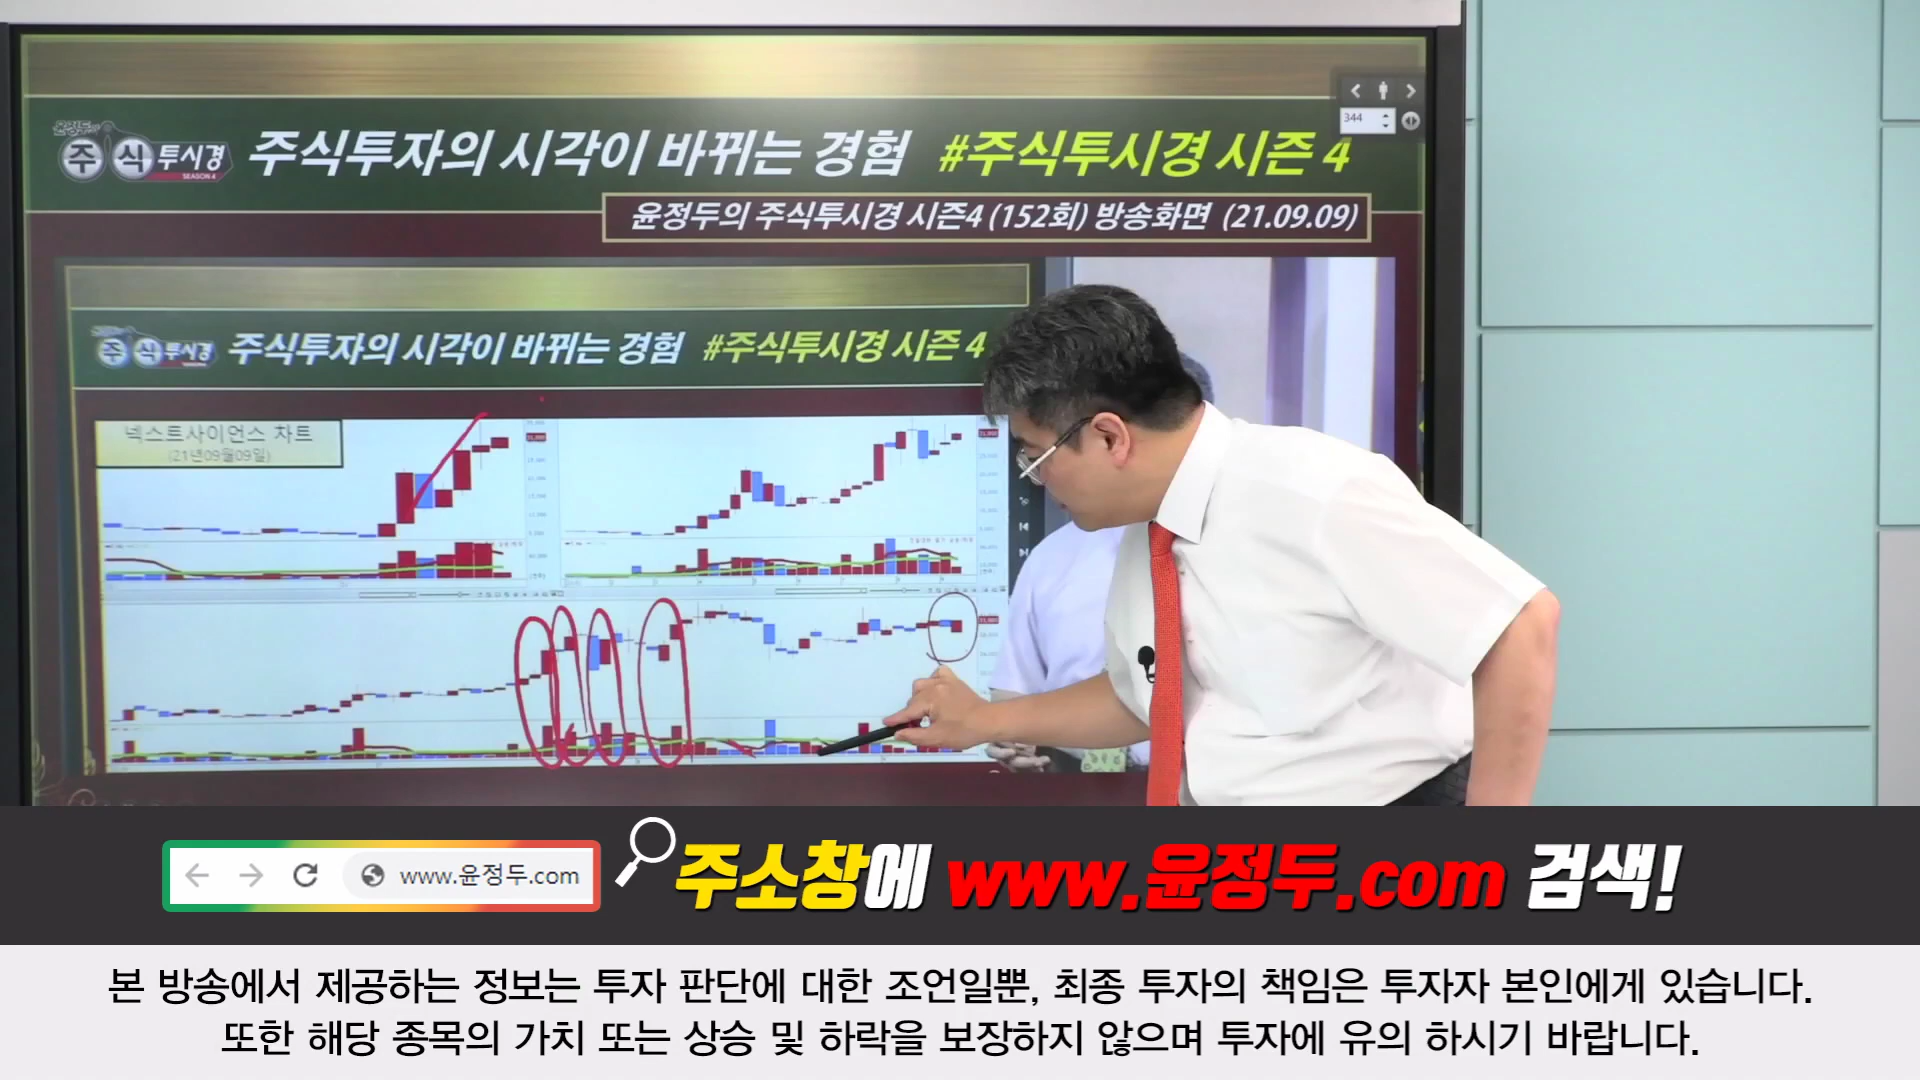 윤정두의
주식투시경
SEASON 4
주식투자의 시각이 바뀌는 경험 #주식투시경 시즌 4
344
윤정두의 주식투시경 시즌4 (152회) 방송화면 (21.09.09)
주식투시경
주식투자의 시각이 바뀌는 경험 #주식투시경 시즌 4
넥스트사이언스 차트
(21년09월09일)
www.윤정두.com
주소창에 www.윤정두.com 검색!
본 방송에서 제공하는 정보는 투자 판단에 대한 조언일뿐, 최종 투자의 책임은 투자자 본인에게 있습니다.
또한 해당 종목의 가치 또는 상승 및 하락을 보장하지 않으며 투자에 유의 하시기 바랍니다.